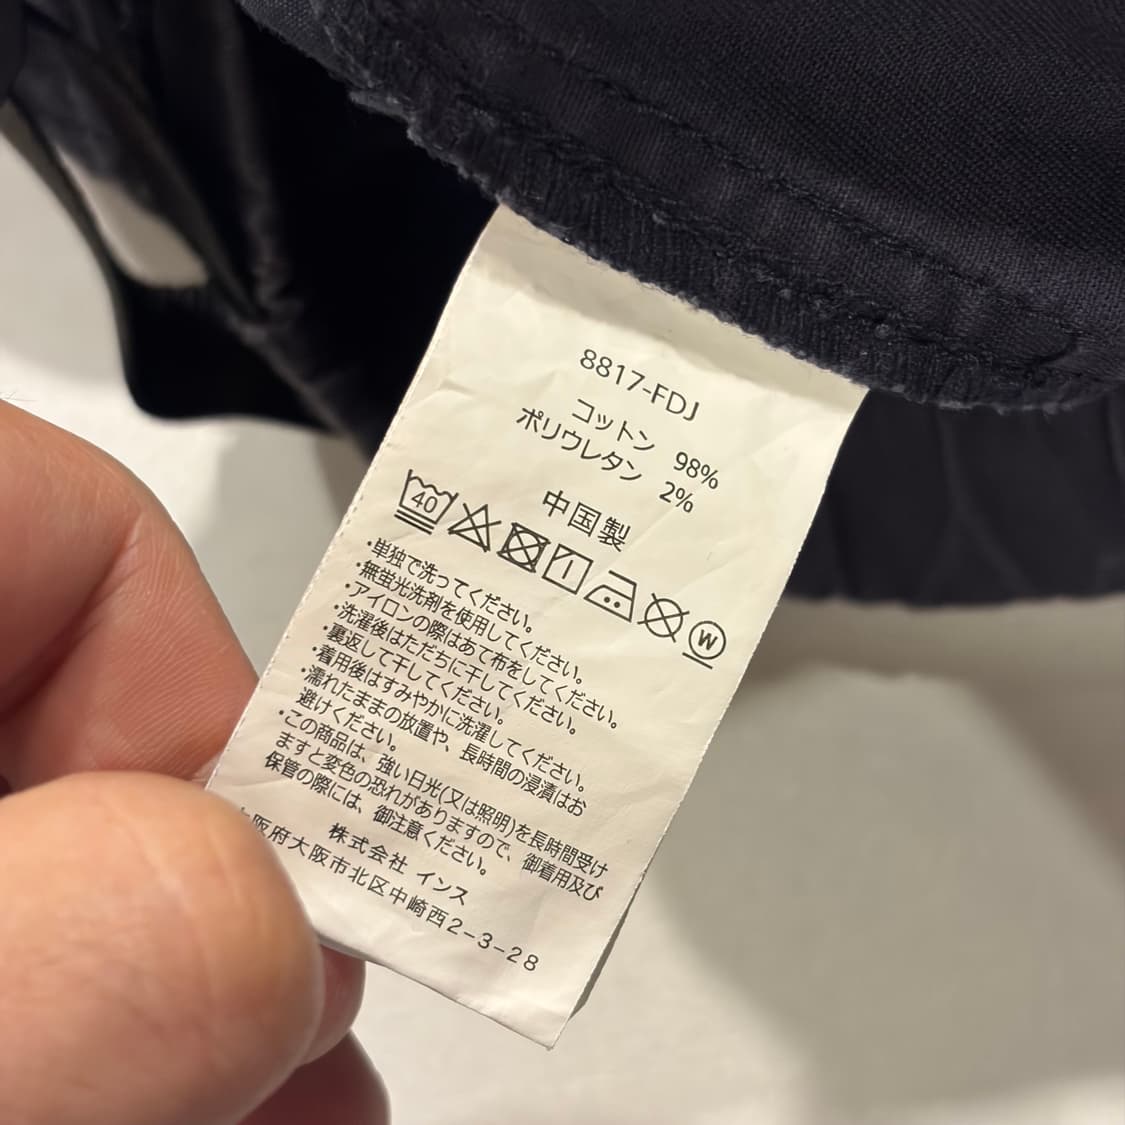 8817-FDJ
コットン 98%
ポリウレタン 2%
中国製
40 W
・単独で洗ってください。
・無蛍光洗剤を使用してください。
・アイロンの際はあて布をしてください。
・洗濯後はただちに干してください。
・裏返して干してください。
・着用後はすみやかに洗濯してください。
・濡れたままの放置や、長時間の浸漬はお
避けください。
・この商品は、強い日光(又は照明)を長時間受け
ますと変色の恐れがありますので、御着用及び
保管の際には、御注意ください。
株式会社 インス
大阪府大阪市北区中崎西2-3-28